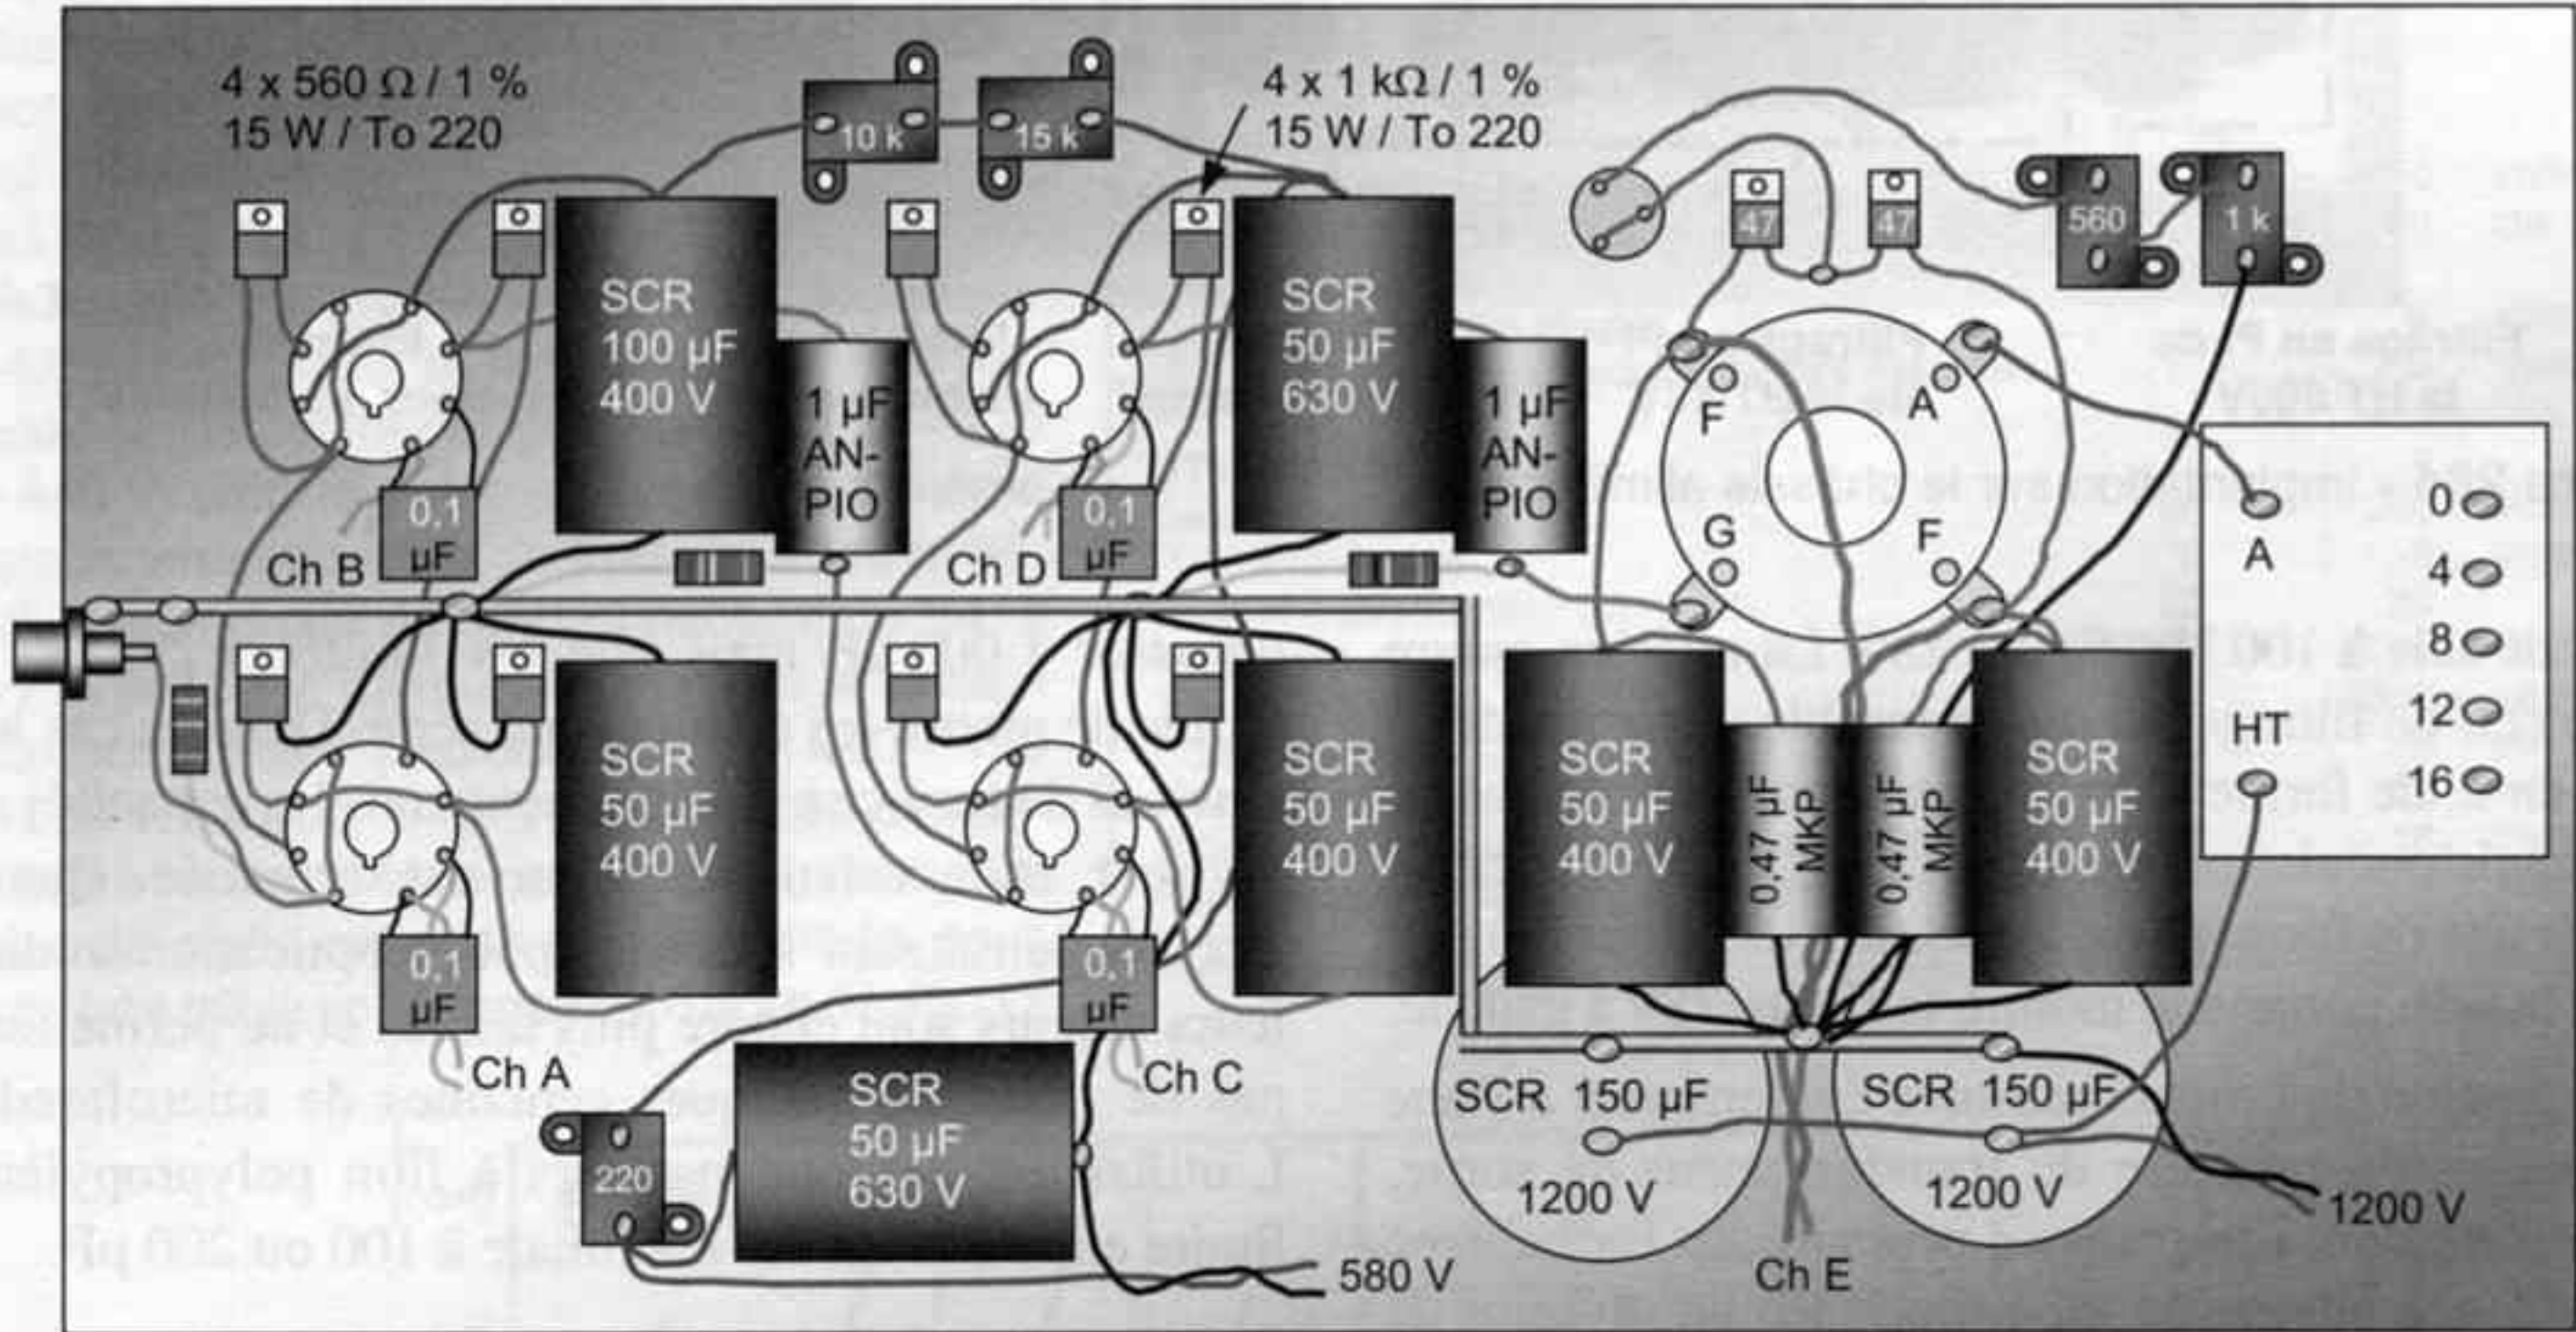 4 x 560 Ω / 1 %
15 W / To 220
10 k
15 k
4 x 1 kΩ / 1 %
15 W / To 220
47
47
560
1 k
SCR
100 µF
400 V
1 µF
AN-
PIO
SCR
50 µF
630 V
1 µF
AN-
PIO
F
A
G
F
0,1
µF
Ch B
0,1
µF
Ch D
A
HT
0
4
8
12
16
SCR
50 µF
400 V
SCR
50 µF
400 V
SCR
50 µF
400 V
0,47 µF
MKP
0,47 µF
MKP
SCR
50 µF
400 V
0,1
µF
Ch A
0,1
µF
Ch C
220
SCR
50 µF
630 V
580 V
SCR 150 µF
1200 V
SCR 150 µF
1200 V
Ch E
1200 V